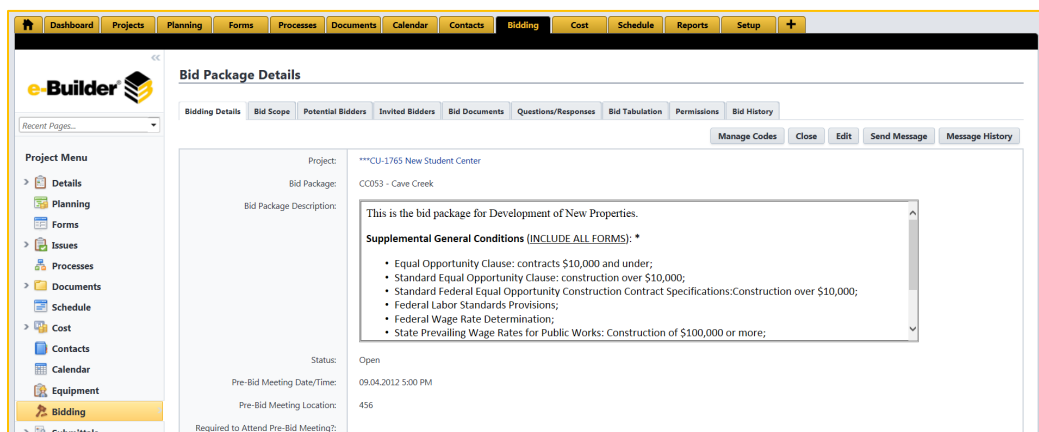 Dashboard Projects Planning Forms Processes Documents Calendar Contacts Bidding Cost Schedule Reports Setup +
«
e-Builder
Recent Pages...
Project Menu
Details
Planning
Forms
Issues
Processes
Documents
Schedule
Cost
Contacts
Calendar
Equipment
Bidding
Submittals
Bid Package Details
Bidding Details Bid Scope Potential Bidders Invited Bidders Bid Documents Questions/Responses Bid Tabulation Permissions Bid History
Manage Codes Close Edit Send Message Message History
Project: ***CU-1765 New Student Center
Bid Package: CC053 - Cave Creek
Bid Package Description:
This is the bid package for Development of New Properties.
Supplemental General Conditions (INCLUDE ALL FORMS): *
• Equal Opportunity Clause: contracts $10,000 and under;
• Standard Equal Opportunity Clause: construction over $10,000;
• Standard Federal Equal Opportunity Construction Contract Specifications:Construction over $10,000;
• Federal Labor Standards Provisions;
• Federal Wage Rate Determination;
• State Prevailing Wage Rates for Public Works: Construction of $100,000 or more;
Status: Open
Pre-Bid Meeting Date/Time: 09.04.2012 5:00 PM
Pre-Bid Meeting Location: 456
Required to Attend Pre-Bid Meeting?: